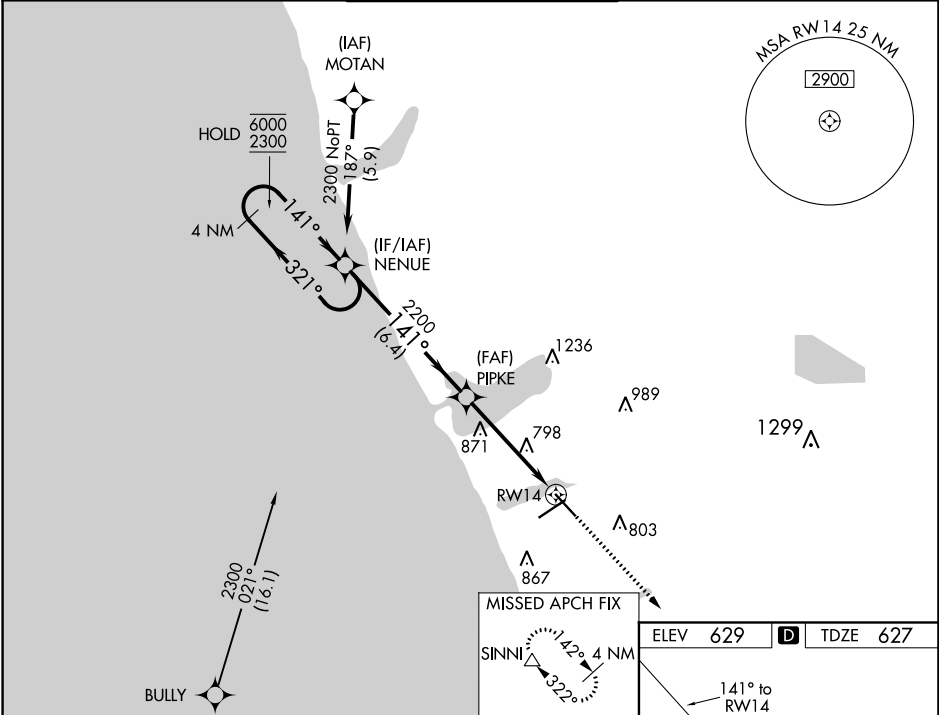 (IAF)
MOTAN
MSA RW14 25 NM
2900
HOLD 6000
2300
2300 NoPT
187°
(5.9)
4 NM
141°
321°
(IF/IAF)
NENUE
2200
141°
(6.4)
(FAF)
PIPKE
1236
989
1299
871
798
RW14
803
867
2300
021°
(16.1)
BULLY
MISSED APCH FIX
SINNI
142°
4 NM
322°
ELEV 629 D TDZE 627
141° to
RW14